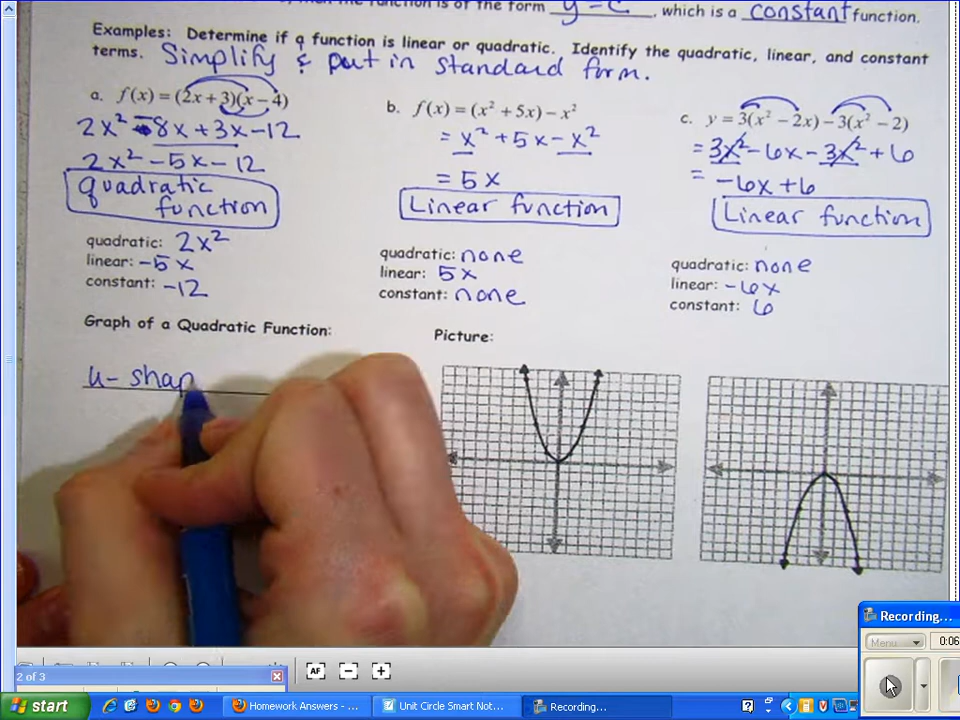 , then the function is of the form y = c, which is a constant function.
Examples: Determine if a function is linear or quadratic. Identify the quadratic, linear, and constant
terms. Simplify & put in standard form.
a. f(x) = (2x + 3)(x − 4)
2x² − 8x + 3x − 12
2x² − 5x − 12
quadratic
function
quadratic: 2x²
linear: −5x
constant: −12
b. f(x) = (x² + 5x) − x²
= x² + 5x − x²
= 5x
Linear function
quadratic: none
linear: 5x
constant: none
c. y = 3(x² − 2x) − 3(x² − 2)
= 3x² − 6x − 3x² + 6
= −6x + 6
Linear function
quadratic: none
linear: −6x
constant: 6
Graph of a Quadratic Function:
u- shap
Picture:
Recording...
Menu
0:06
2 of 3
AF
start
Homework Answers - ...
Unit Circle Smart Not...
Recording...